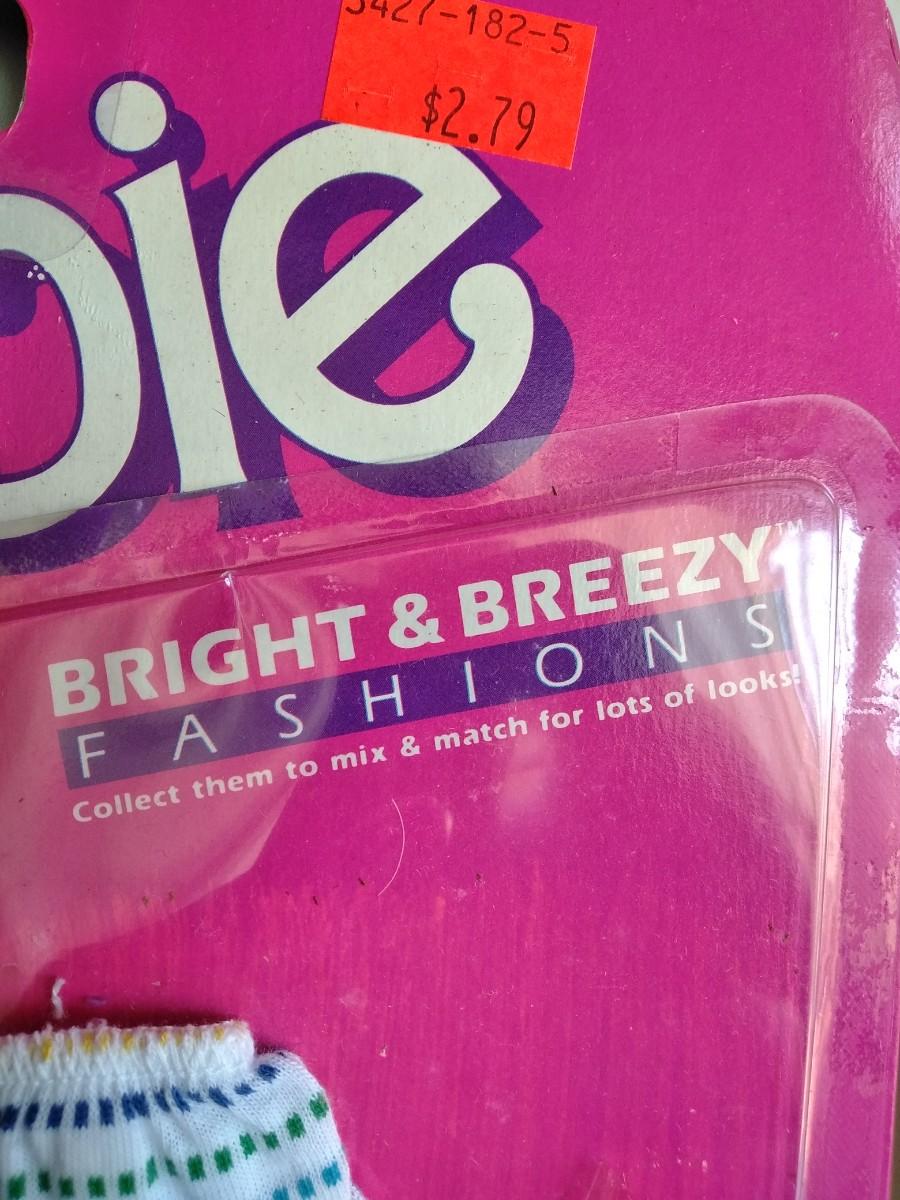 3427-182-5
$2.79
bie
BRIGHT & BREEZY™
FASHIONS
Collect them to mix & match for lots of looks!